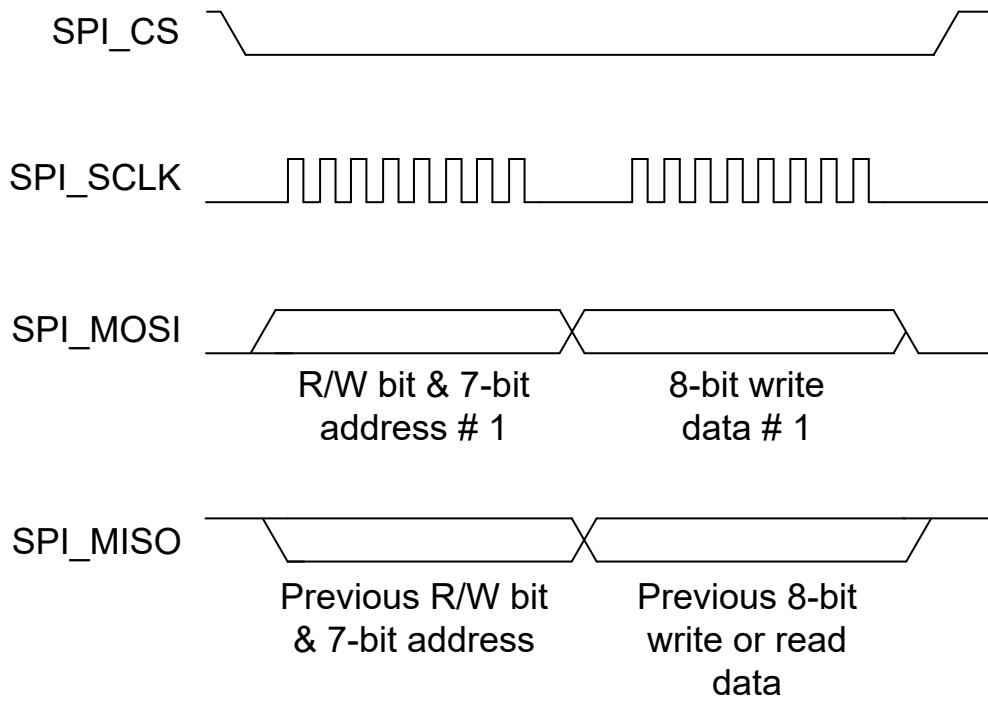 SPI_CS
SPI_SCLK
SPI_MOSI
R/W bit & 7-bit
address # 1
8-bit write
data # 1
SPI_MISO
Previous R/W bit
& 7-bit address
Previous 8-bit
write or read
data